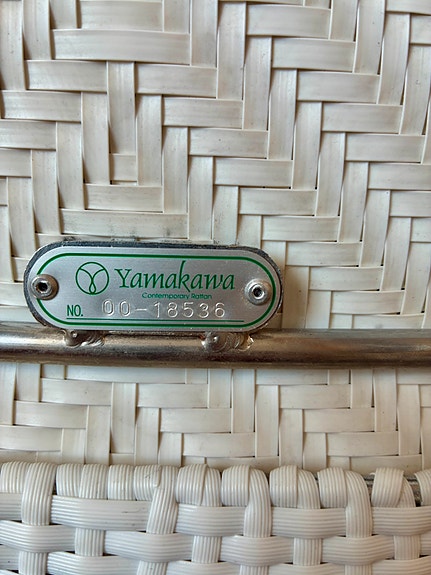 Yamakawa
Contemporary Rattan
NO. 00-18536